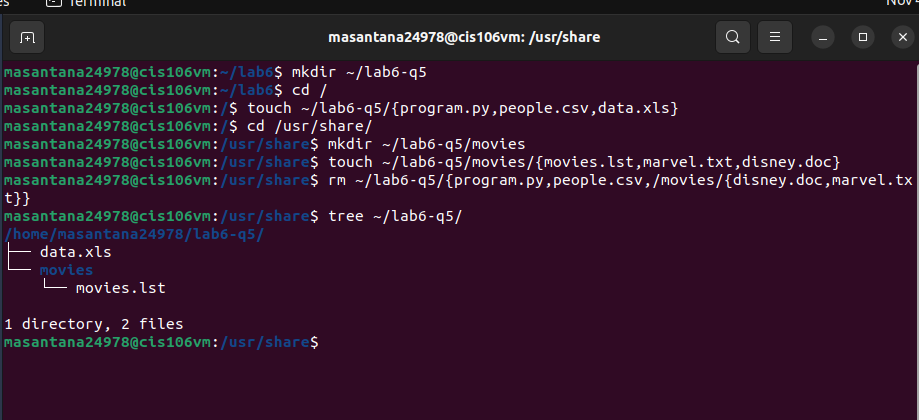 Terminal
Nov
masantana24978@cis106vm: /usr/share
masantana24978@cis106vm:~/lab6$ mkdir ~/lab6-q5
masantana24978@cis106vm:~/lab6$ cd /
masantana24978@cis106vm:/$ touch ~/lab6-q5/{program.py,people.csv,data.xls}
masantana24978@cis106vm:/$ cd /usr/share/
masantana24978@cis106vm:/usr/share$ mkdir ~/lab6-q5/movies
masantana24978@cis106vm:/usr/share$ touch ~/lab6-q5/movies/{movies.lst,marvel.txt,disney.doc}
masantana24978@cis106vm:/usr/share$ rm ~/lab6-q5/{program.py,people.csv,/movies/{disney.doc,marvel.tx
t}}
masantana24978@cis106vm:/usr/share$ tree ~/lab6-q5/
/home/masantana24978/lab6-q5/
├── data.xls
└── movies
    └── movies.lst
1 directory, 2 files
masantana24978@cis106vm:/usr/share$